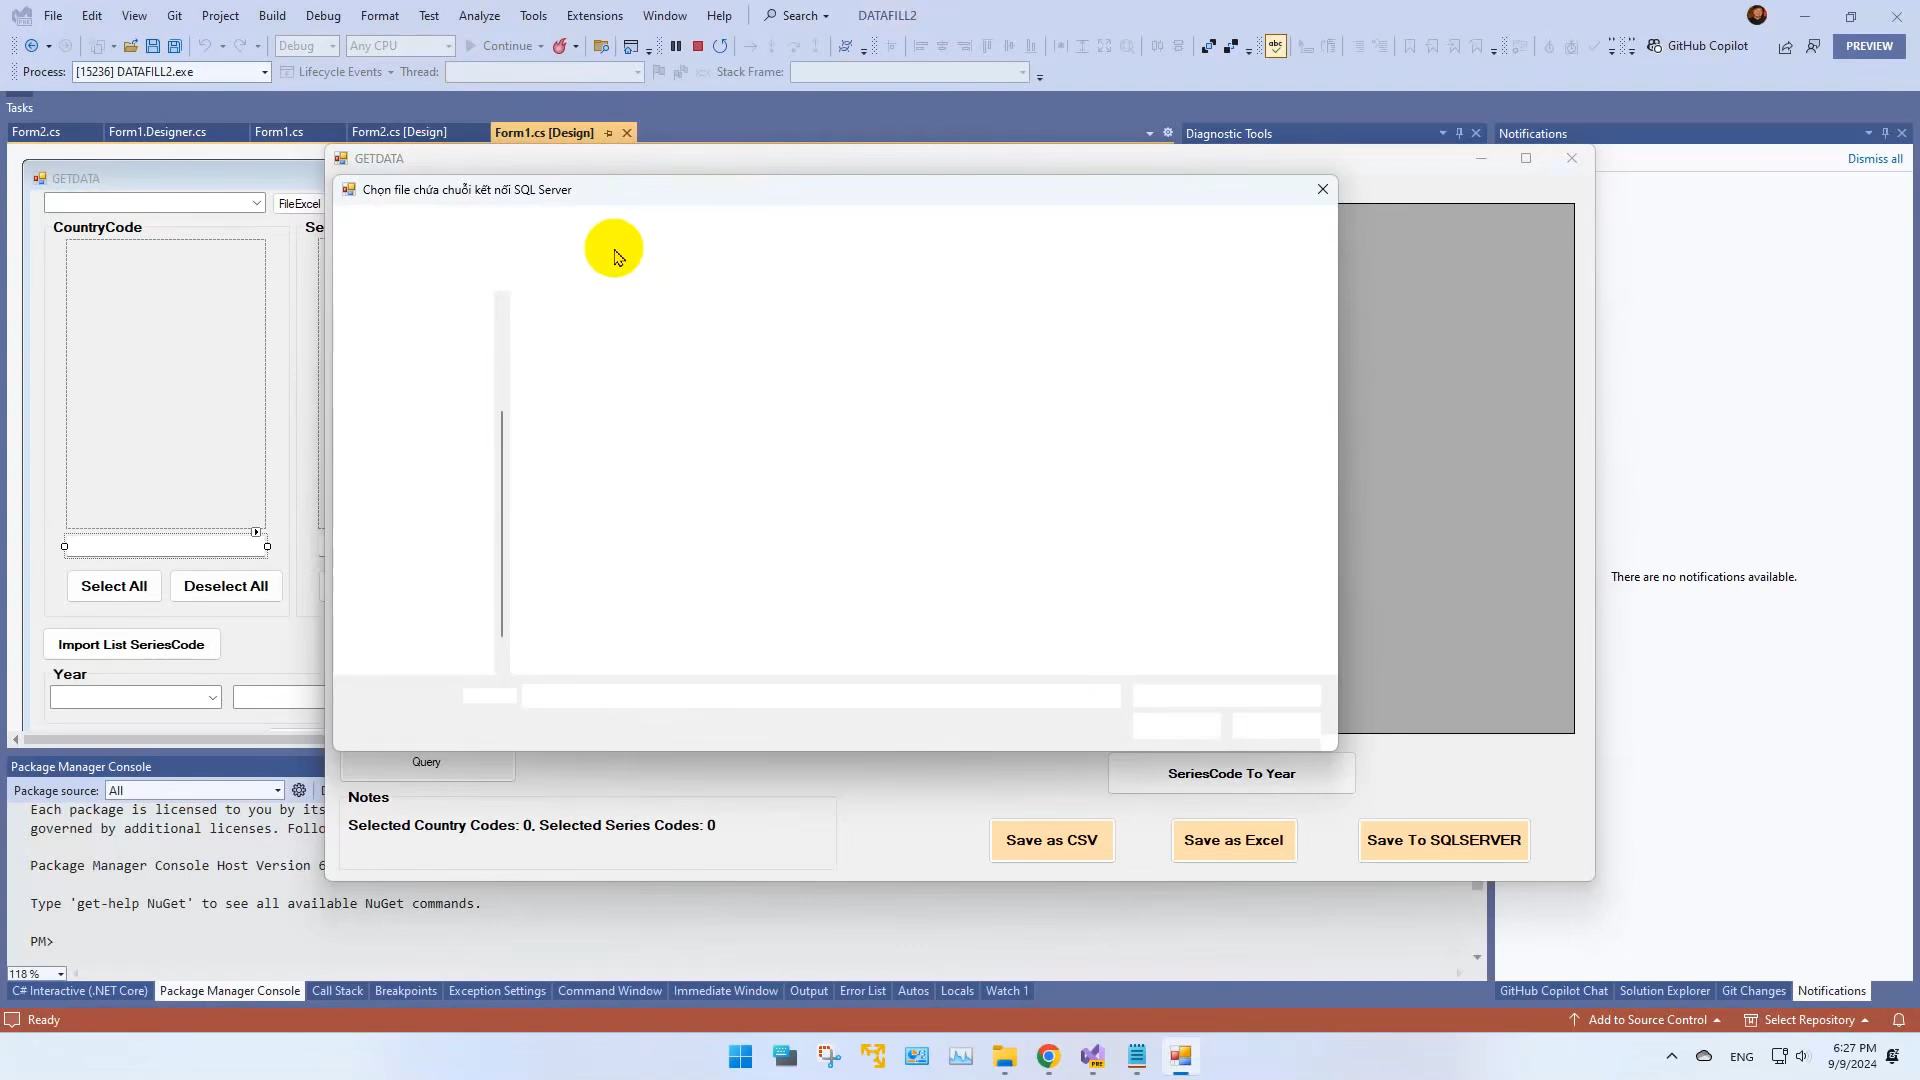 File Edit View Git Project Build Debug Format Test Analyze Tools Extensions Window Help Search DATAFILL2
Debug Any CPU Continue abc GitHub Copilot PREVIEW
Process: [15236] DATAFILL2.exe Lifecycle Events Thread: Stack Frame:
Tasks
Form2.cs Form1.Designer.cs Form1.cs Form2.cs [Design] Form1.cs [Design] Diagnostic Tools Notifications
Dismiss all
GETDATA
FileExcel
CountryCode Se
Select All Deselect All
Import List SeriesCode
Year
GETDATA
Chọn file chứa chuỗi kết nối SQL Server
There are no notifications available.
Query
SeriesCode To Year
Notes
Selected Country Codes: 0, Selected Series Codes: 0
Save as CSV Save as Excel Save To SQLSERVER
Package Manager Console
Package source: All
Each package is licensed to you by its
governed by additional licenses. Follo
Package Manager Console Host Version 6
Type 'get-help NuGet' to see all available NuGet commands.
PM>
118 %
C# Interactive (.NET Core) Package Manager Console Call Stack Breakpoints Exception Settings Command Window Immediate Window Output Error List Autos Locals Watch 1
GitHub Copilot Chat Solution Explorer Git Changes Notifications
Ready Add to Source Control Select Repository
ENG 6:27 PM
9/9/2024